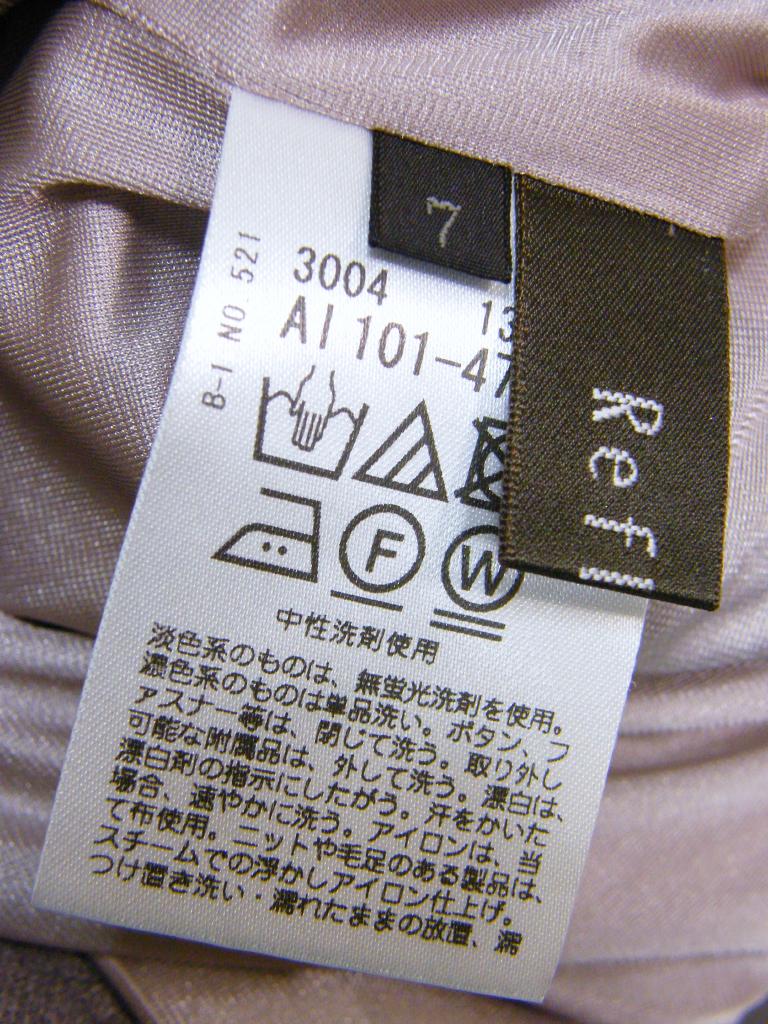 7
Ref
B-1 NO.521
3004
13
AI 101-47
F
W
中性洗剤使用
淡色系のものは、無蛍光洗剤を使用。
濃色系のものは単品洗い。ボタン、フ
ァスナー等は、閉じて洗う。取り外し
可能な附属品は、外して洗う。漂白は、
漂白剤の指示にしたがう。汗をかいた
場合、速やかに洗う。アイロンは、当
て布使用。ニットや毛足のある製品は、
スチームでの浮かしアイロン仕上げ。
つけ置き洗い・濡れたままの放置、濡